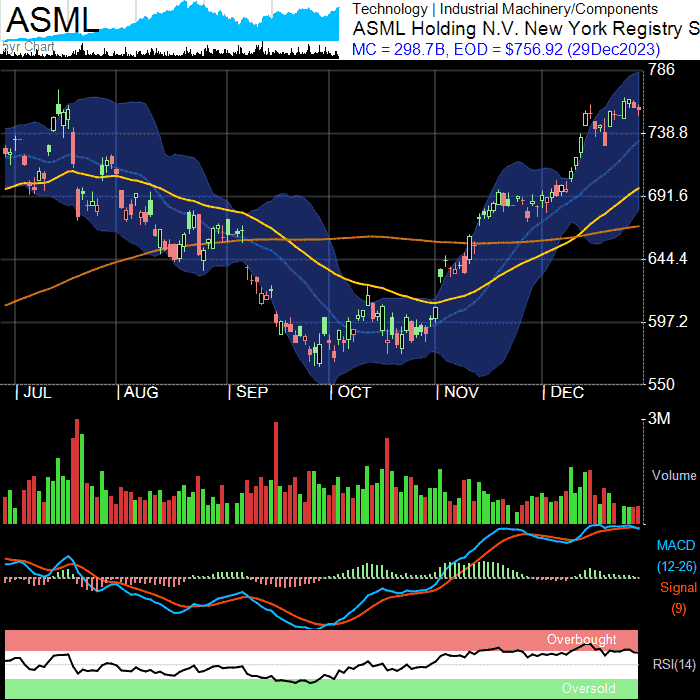 ASML
5yr Chart
Technology | Industrial Machinery/Components
ASML Holding N.V. New York Registry S
MC = 298.7B, EOD = $756.92 (29Dec2023)
786
738.8
691.6
644.4
597.2
550
JUL AUG SEP OCT NOV DEC
3M
Volume
MACD
(12-26)
Signal
(9)
Overbought
RSI(14)
Oversold